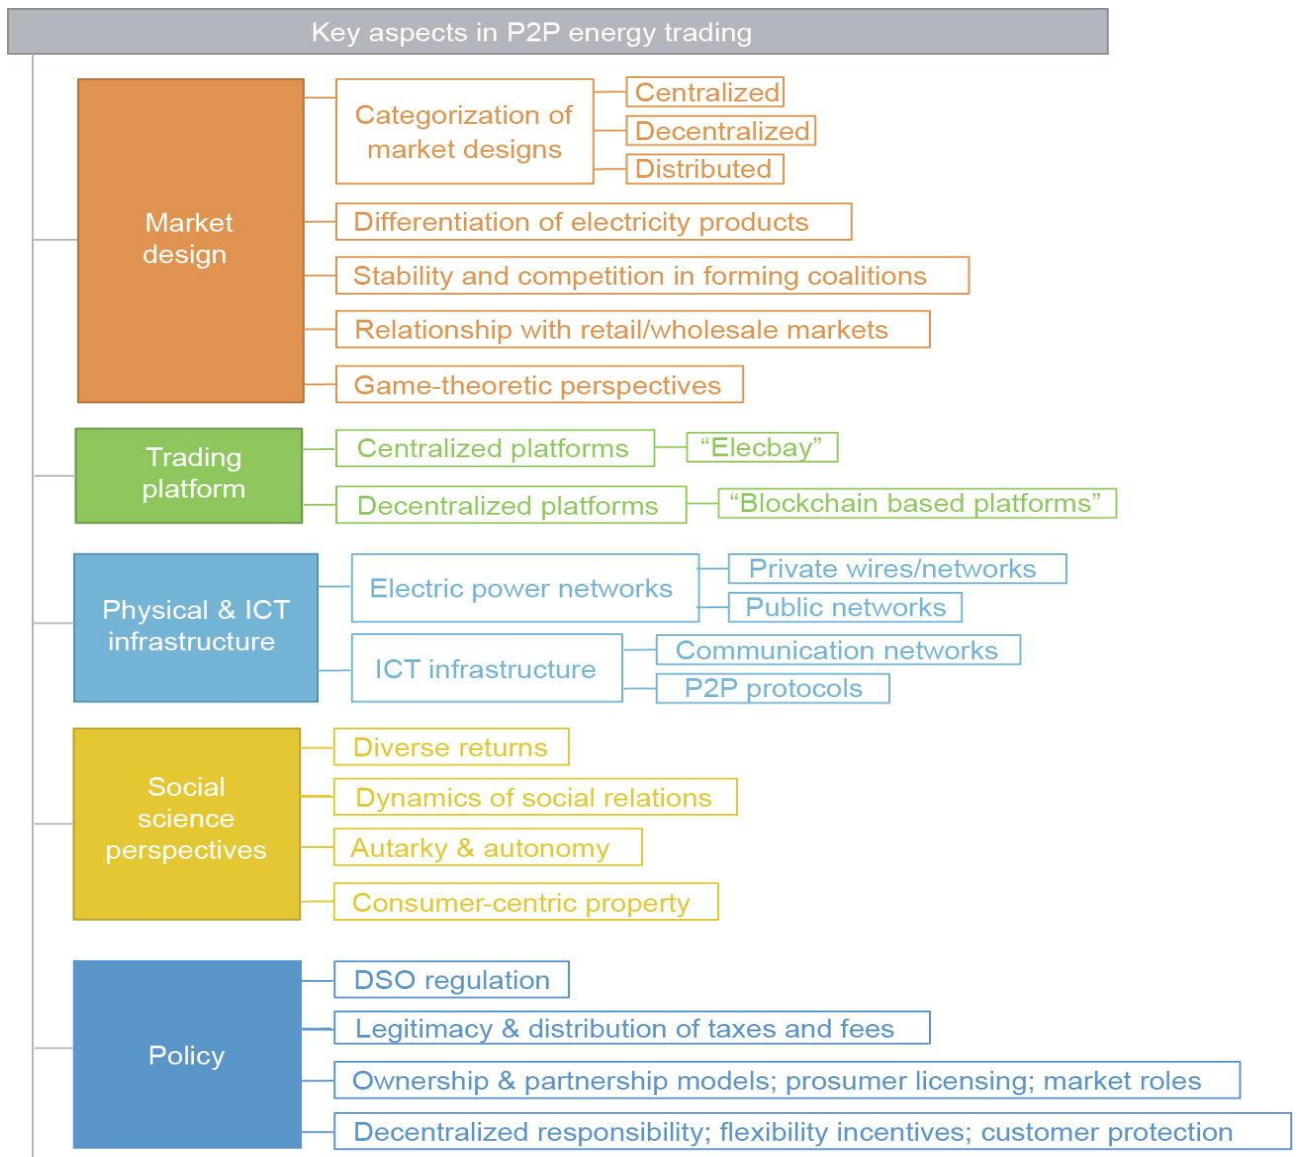 Key aspects in P2P energy trading
Market
design
Categorization of
market designs
Centralized
Decentralized
Distributed
Differentiation of electricity products
Stability and competition in forming coalitions
Relationship with retail/wholesale markets
Game-theoretic perspectives
Trading
platform
Centralized platforms
“Elecbay”
Decentralized platforms
“Blockchain based platforms”
Physical & ICT
infrastructure
Electric power networks
Private wires/networks
Public networks
ICT infrastructure
Communication networks
P2P protocols
Social
science
perspectives
Diverse returns
Dynamics of social relations
Autarky & autonomy
Consumer-centric property
Policy
DSO regulation
Legitimacy & distribution of taxes and fees
Ownership & partnership models; prosumer licensing; market roles
Decentralized responsibility; flexibility incentives; customer protection